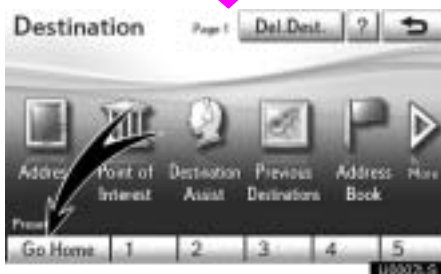 Destination Page 1 Del.Dest. ?
Address Point of Interest Destination Assist Previous Destinations Address Book More
Preset
Go Home 1 2 3 4 5